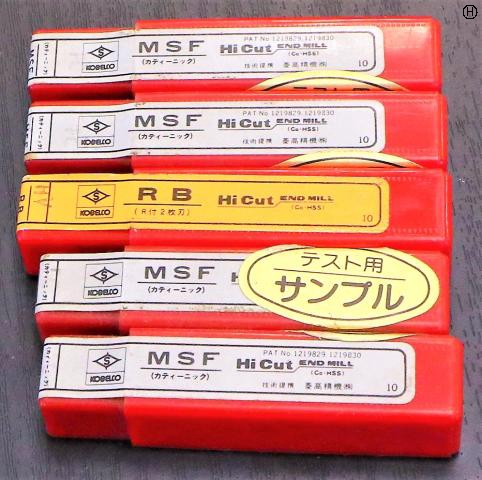 Ⓗ
S
KOBELCO
MSF
(カティーニック)
PAT No 1219829.1219830
Hi Cut END MILL
(Co-HSS)
技術提携 菱高精機㈱
10
テスト用
S
KOBELCO
MSF
(カティーニック)
PAT No 1219829.1219830
Hi Cut END MILL
(Co-HSS)
技術提携 菱高精機㈱
10
S
KOBELCO
RB
(R付2枚刃)
Hi Cut END MILL
(Co-HSS)
10
S
KOBELCO
MSF
(カティーニック)
テスト用
サンプル
S
KOBELCO
MSF
(カティーニック)
PAT No 1219829.1219830
Hi Cut END MILL
(Co-HSS)
技術提携 菱高精機㈱
10